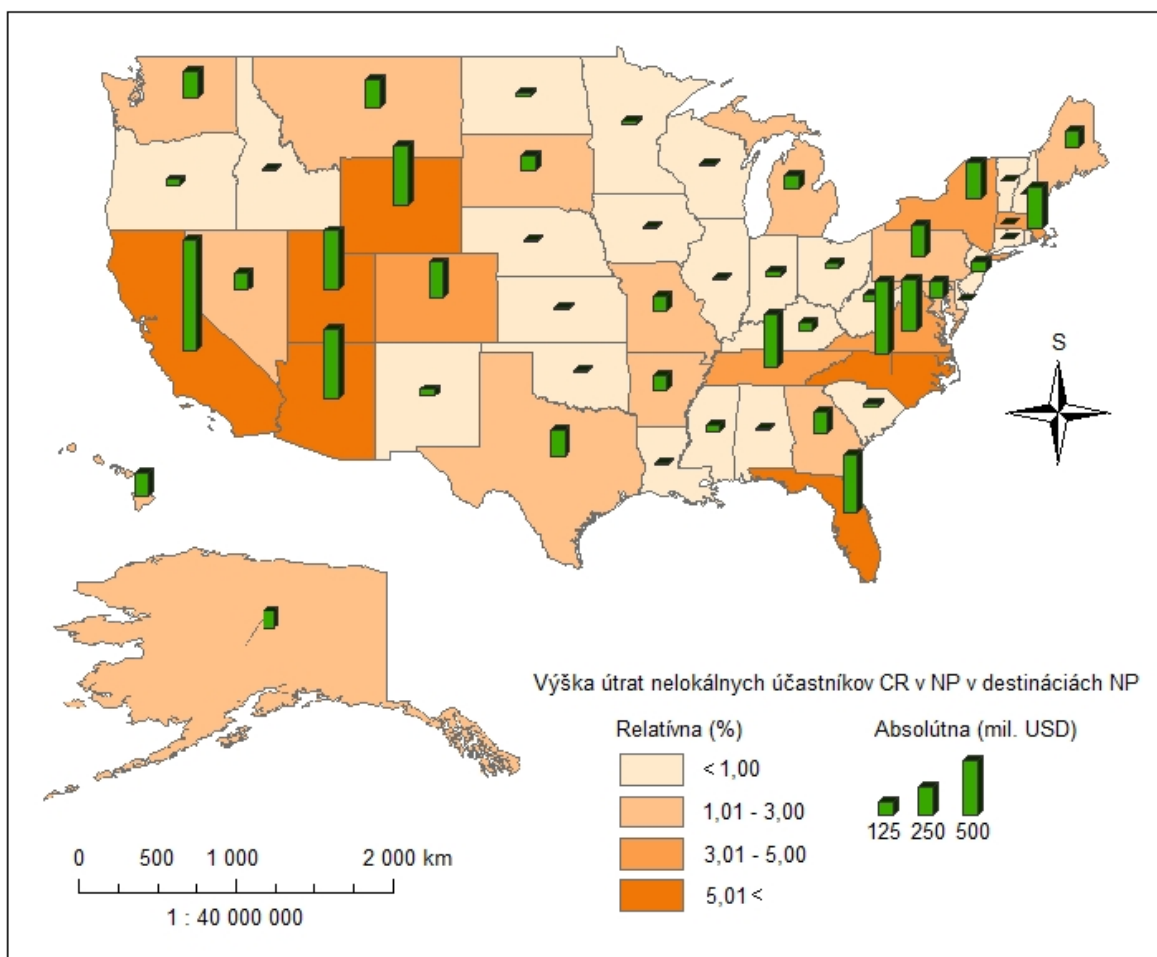 S
Výška útrat nelokálnych účastníkov CR v NP v destináciách NP
Relatívna (%)
< 1,00
1,01 - 3,00
3,01 - 5,00
5,01 <
Absolútna (mil. USD)
125 250 500
0 500 1 000 2 000 km
1 : 40 000 000